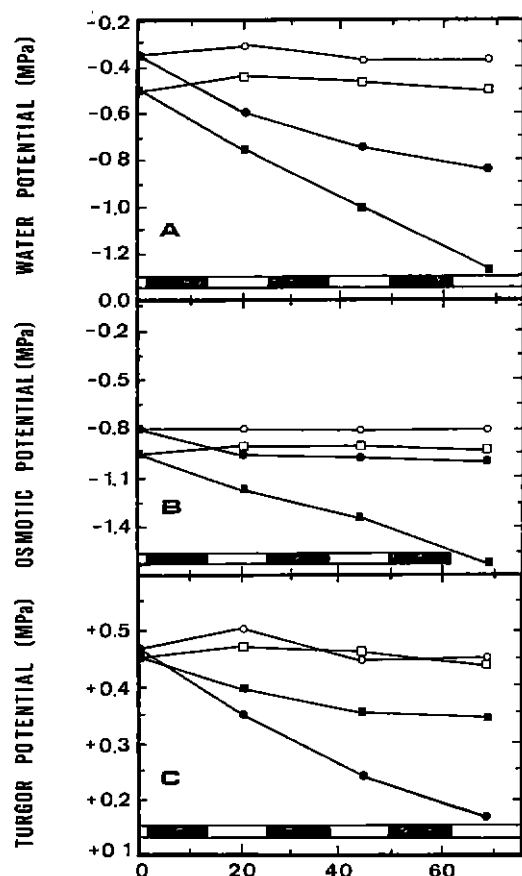 WATER POTENTIAL (MPa)
-0.2
-0.4
-0.6
-0.8
-1.0
-1.2
A
OSMOTIC POTENTIAL (MPa)
0.0
-0.2
-0.5
-0.8
-1.1
-1.4
B
TURGOR POTENTIAL (MPa)
+0.5
+0.4
+0.3
+0.2
+0 1
C
0 20 40 60